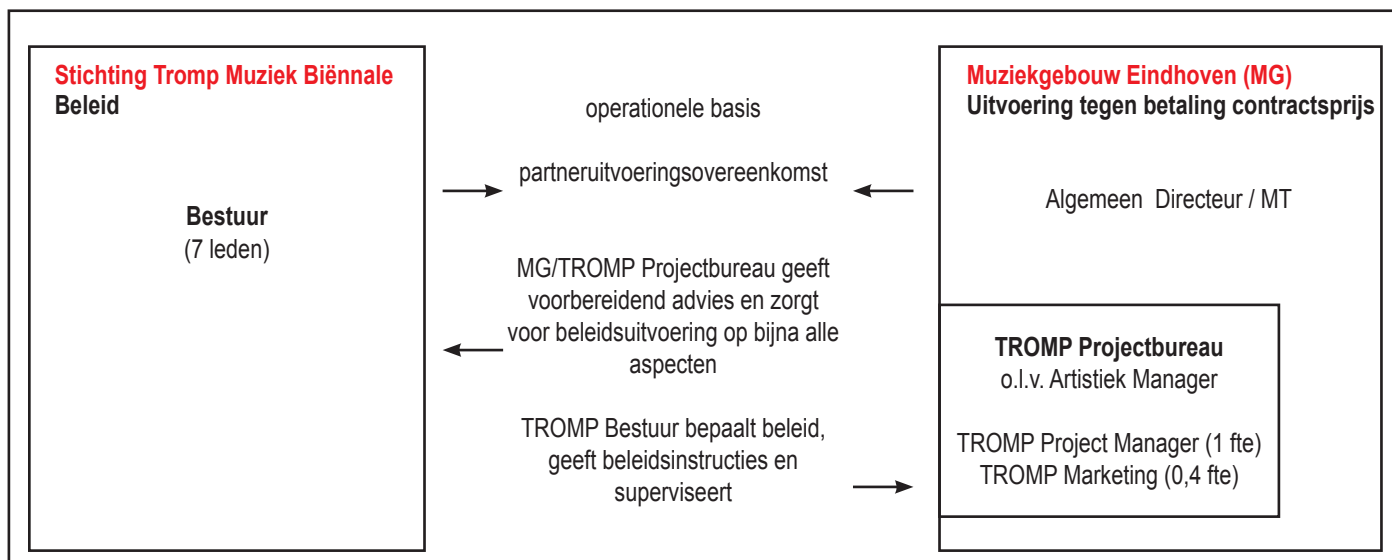 Stichting Tromp Muziek Biënnale
Beleid
Bestuur
(7 leden)
operationele basis
partneruitvoeringsovereenkomst
MG/TROMP Projectbureau geeft
voorbereidend advies en zorgt
voor beleidsuitvoering op bijna alle
aspecten
TROMP Bestuur bepaalt beleid,
geeft beleidsinstructies en
superviseert
Muziekgebouw Eindhoven (MG)
Uitvoering tegen betaling contractsprijs
Algemeen Directeur / MT
TROMP Projectbureau
o.l.v. Artistiek Manager
TROMP Project Manager (1 fte)
TROMP Marketing (0,4 fte)